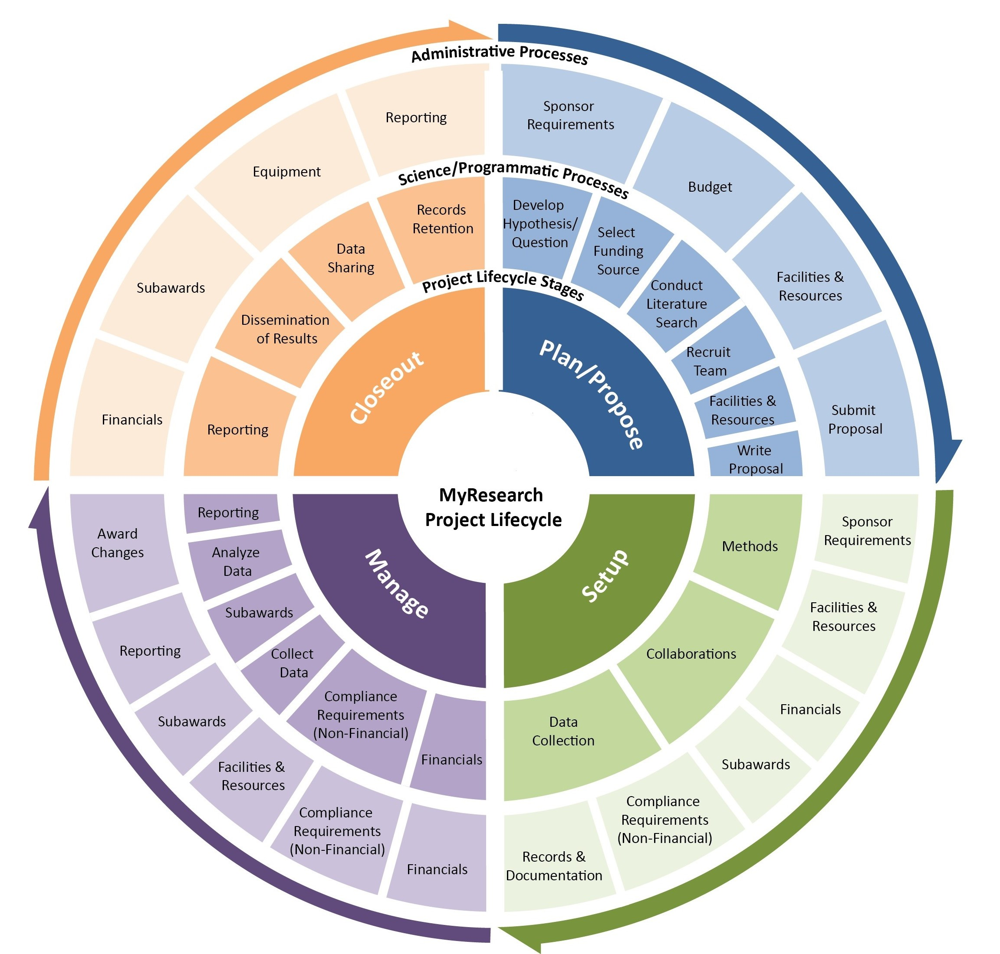 Administrative Processes
Reporting
Sponsor
Requirements
Equipment
Budget
Subawards
Facilities &
Resources
Financials
Submit
Proposal
Science/Programmatic Processes
Records
Retention
Develop
Hypothesis/
Question
Data
Sharing
Select
Funding
Source
Conduct
Literature
Search
Dissemination
of Results
Recruit
Team
Reporting
Facilities &
Resources
Write
Proposal
Project Lifecycle Stages
Closeout
Plan/Propose
MyResearch
Project Lifecycle
Manage
Setup
Reporting
Analyze
Data
Subawards
Collect
Data
Compliance
Requirements
(Non-Financial)
Financials
Methods
Collaborations
Data
Collection
Award
Changes
Reporting
Subawards
Facilities &
Resources
Compliance
Requirements
(Non-Financial)
Financials
Sponsor
Requirements
Facilities &
Resources
Financials
Subawards
Compliance
Requirements
(Non-Financial)
Records &
Documentation